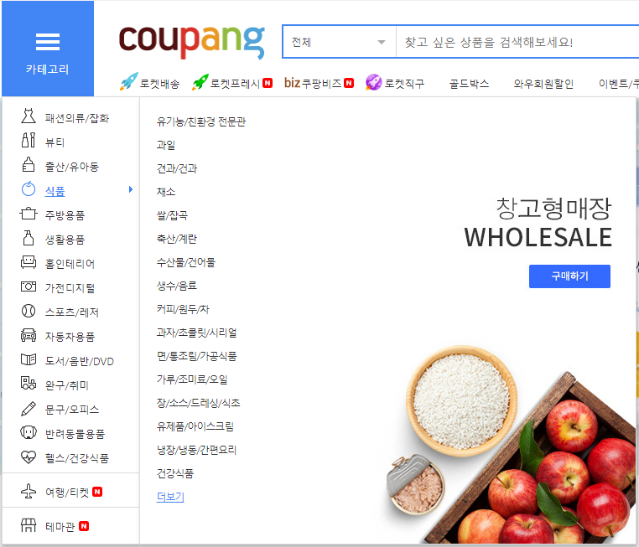 카테고리
coupang
전체
찾고 싶은 상품을 검색해보세요!
로켓배송
로켓프레시 N
biz 쿠팡비즈 N
로켓직구
골드박스
와우회원할인
이벤트/쿠
패션의류/잡화
뷰티
출산/유아동
식품
주방용품
생활용품
홈인테리어
가전디지털
스포츠/레저
자동차용품
도서/음반/DVD
완구/취미
문구/오피스
반려동물용품
헬스/건강식품
여행/티켓 N
테마관 N
유기농/친환경 전문관
과일
견과/건과
채소
쌀/잡곡
축산/계란
수산물/건어물
생수/음료
커피/원두/차
과자/초콜릿/시리얼
면/통조림/가공식품
가루/조미료/오일
장/소스/드레싱/식초
유제품/아이스크림
냉장/냉동/간편요리
건강식품
더보기
창고형매장
WHOLESALE
구매하기